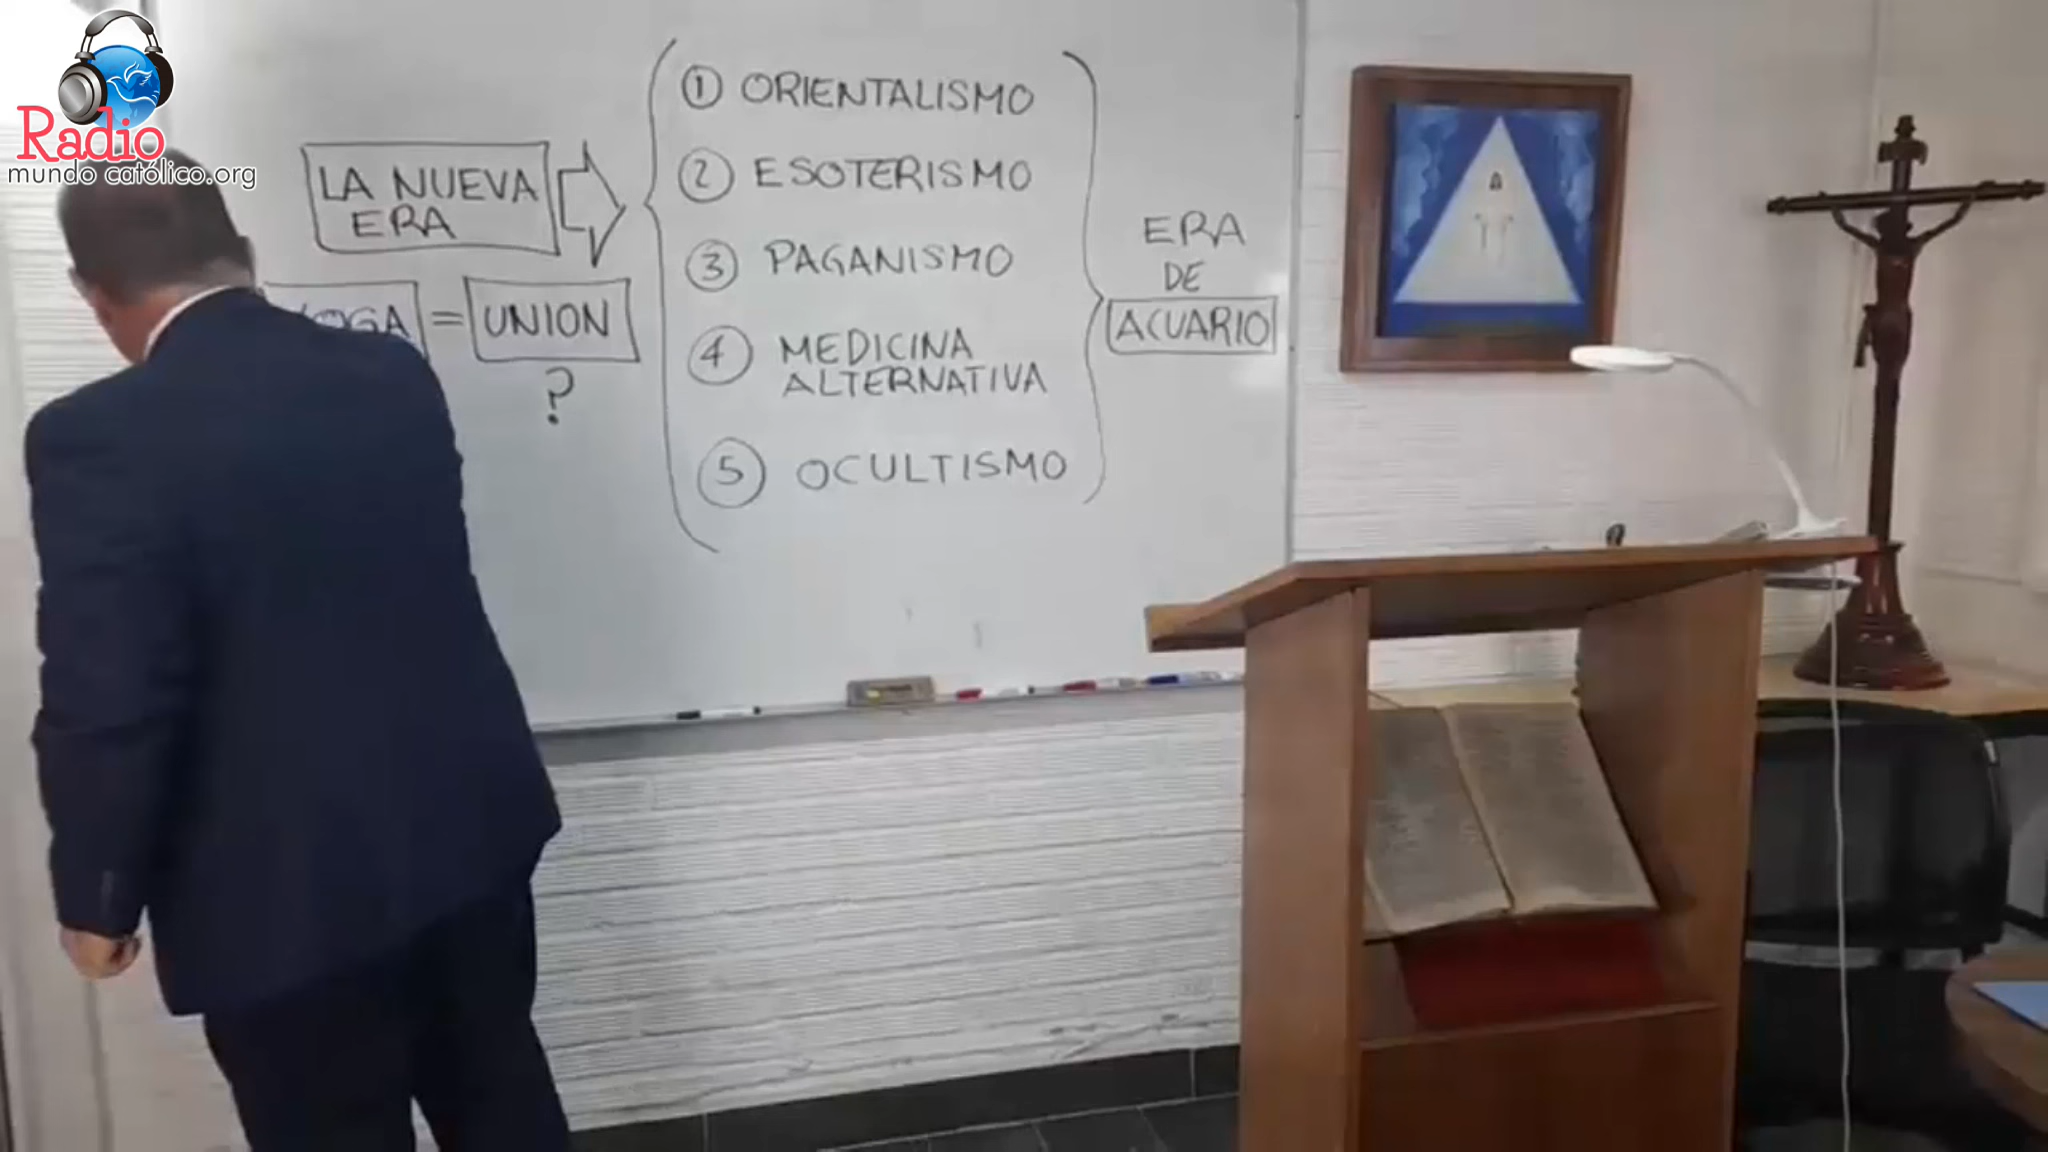 Radio
mundo católico.org
LA NUEVA
ERA
YOGA = UNION
?
1 ORIENTALISMO
2 ESOTERISMO
3 PAGANISMO
4 MEDICINA
ALTERNATIVA
5 OCULTISMO
ERA
DE
ACUARIO